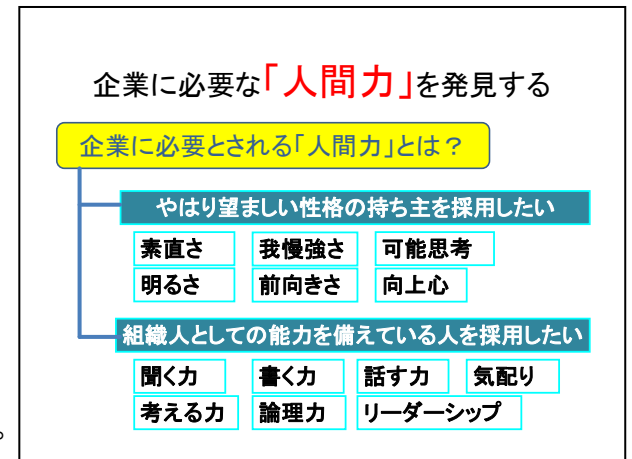 企業に必要な「人間力」を発見する
企業に必要とされる「人間力」とは？
やはり望ましい性格の持ち主を採用したい
素直さ 我慢強さ 可能思考
明るさ 前向きさ 向上心
組織人としての能力を備えている人を採用したい
聞く力 書く力 話す力 気配り
考える力 論理力 リーダーシップ
。